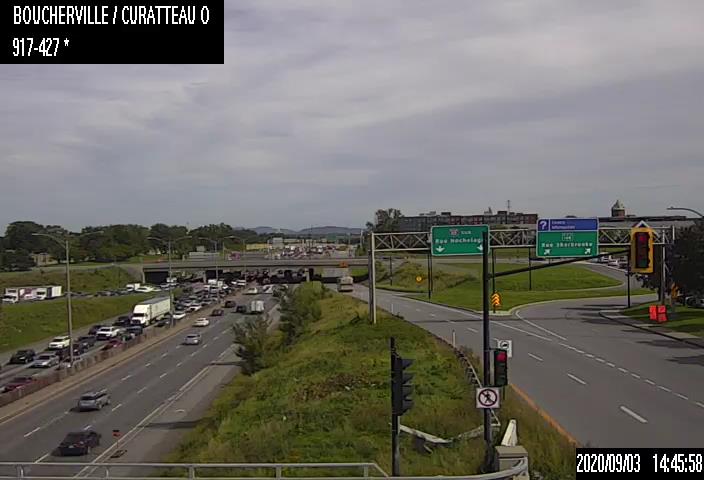 BOUCHERVILLE / CURATTEAU O
917-427 *
Rue Hochelaga
Rue Sherbrooke
2020/09/03 14:45:58